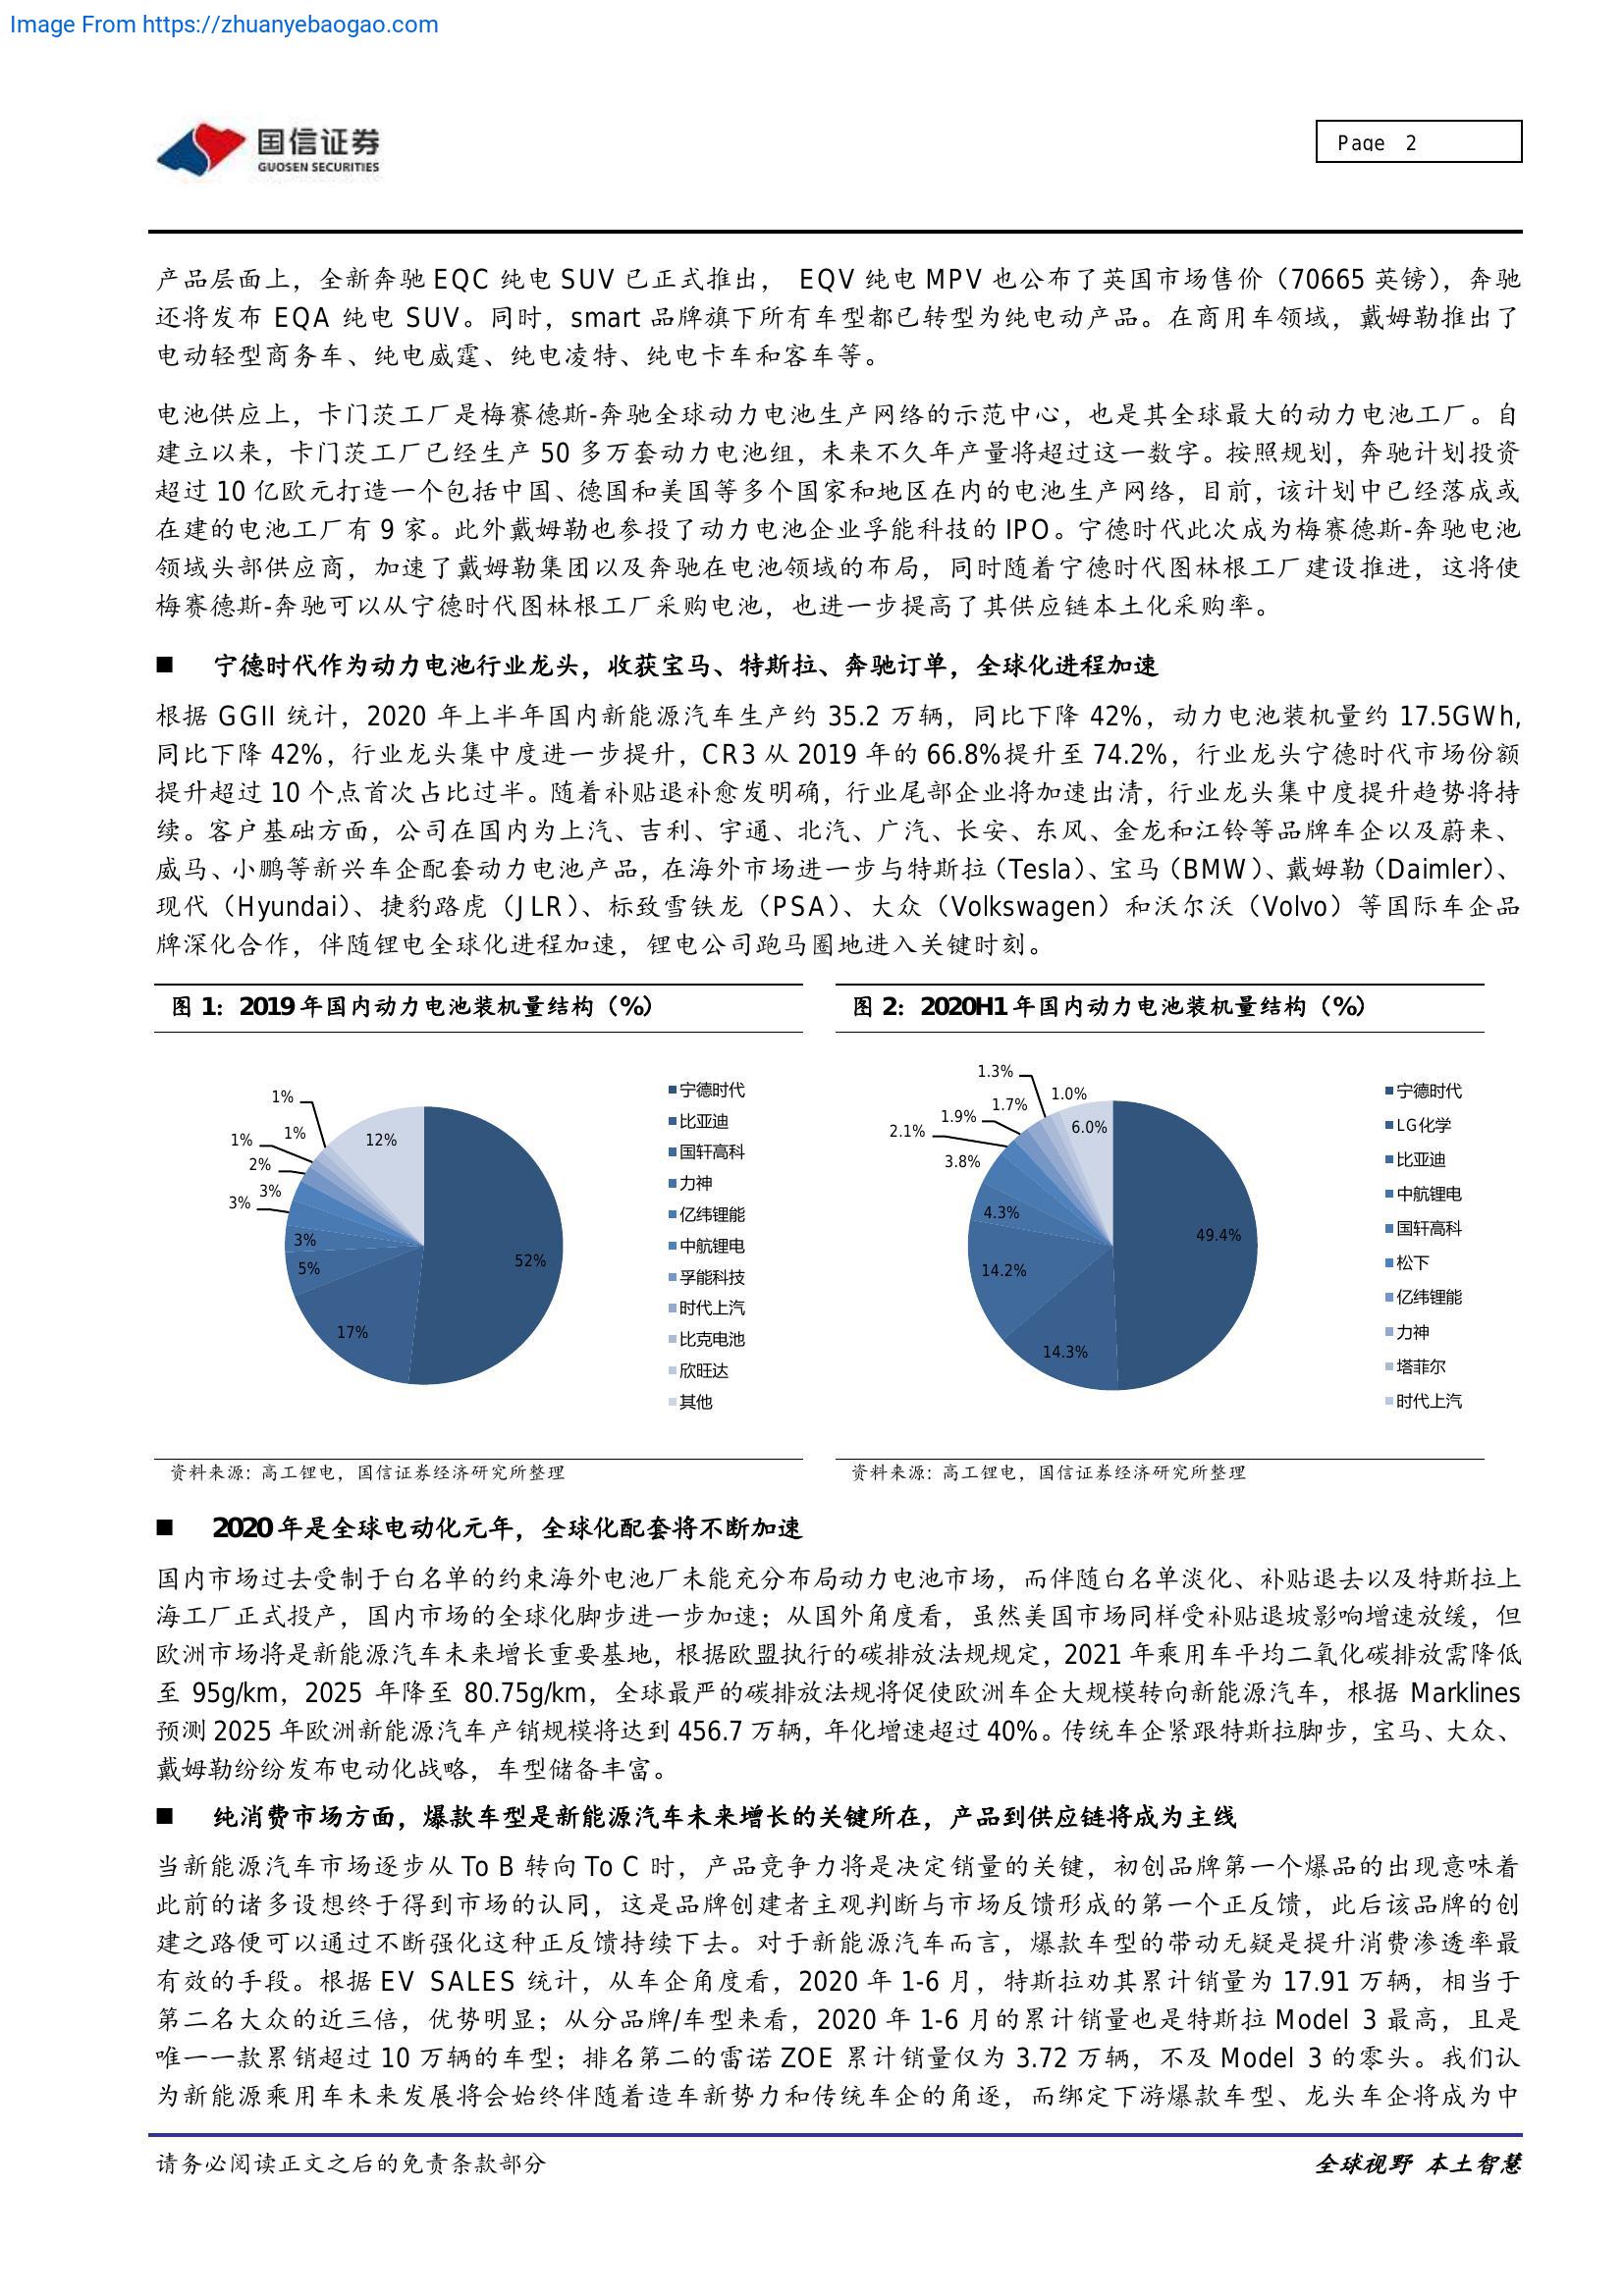 Image From https://zhuanyebaogao.com
国信证券
GUOSEN SECURITIES
Page 2
产品层面上，全新奔驰 EQC 纯电 SUV 已正式推出， EQV 纯电 MPV 也公布了英国市场售价（70665 英镑），奔驰
还将发布 EQA 纯电 SUV。同时，smart 品牌旗下所有车型都已转型为纯电动产品。在商用车领域，戴姆勒推出了
电动轻型商务车、纯电威霆、纯电凌特、纯电卡车和客车等。
电池供应上，卡门茨工厂是梅赛德斯-奔驰全球动力电池生产网络的示范中心，也是其全球最大的动力电池工厂。自
建立以来，卡门茨工厂已经生产 50 多万套动力电池组，未来不久年产量将超过这一数字。按照规划，奔驰计划投资
超过 10 亿欧元打造一个包括中国、德国和美国等多个国家和地区在内的电池生产网络，目前，该计划中已经落成或
在建的电池工厂有 9 家。此外戴姆勒也参投了动力电池企业孚能科技的 IPO。宁德时代此次成为梅赛德斯-奔驰电池
领域头部供应商，加速了戴姆勒集团以及奔驰在电池领域的布局，同时随着宁德时代图林根工厂建设推进，这将使
梅赛德斯-奔驰可以从宁德时代图林根工厂采购电池，也进一步提高了其供应链本土化采购率。
■ 宁德时代作为动力电池行业龙头，收获宝马、特斯拉、奔驰订单，全球化进程加速
根据 GGII 统计，2020 年上半年国内新能源汽车生产约 35.2 万辆，同比下降 42%，动力电池装机量约 17.5GWh,
同比下降 42%，行业龙头集中度进一步提升，CR3 从 2019 年的 66.8%提升至 74.2%，行业龙头宁德时代市场份额
提升超过 10 个点首次占比过半。随着补贴退补愈发明确，行业尾部企业将加速出清，行业龙头集中度提升趋势将持
续。客户基础方面，公司在国内为上汽、吉利、宇通、北汽、广汽、长安、东风、金龙和江铃等品牌车企以及蔚来、
威马、小鹏等新兴车企配套动力电池产品，在海外市场进一步与特斯拉（Tesla）、宝马（BMW）、戴姆勒（Daimler）、
现代（Hyundai）、捷豹路虎（JLR）、标致雪铁龙（PSA）、大众（Volkswagen）和沃尔沃（Volvo）等国际车企品
牌深化合作，伴随锂电全球化进程加速，锂电公司跑马圈地进入关键时刻。
图 1：2019 年国内动力电池装机量结构（%）
1%
1%
1%
2%
3%
3%
3%
5%
17%
52%
12%
宁德时代
比亚迪
国轩高科
力神
亿纬锂能
中航锂电
孚能科技
时代上汽
比克电池
欣旺达
其他
资料来源：高工锂电，国信证券经济研究所整理
图 2：2020H1 年国内动力电池装机量结构（%）
1.3%
1.0%
1.7%
1.9%
2.1%
3.8%
4.3%
14.2%
14.3%
49.4%
6.0%
宁德时代
LG化学
比亚迪
中航锂电
国轩高科
松下
亿纬锂能
力神
塔菲尔
时代上汽
资料来源：高工锂电，国信证券经济研究所整理
■ 2020 年是全球电动化元年，全球化配套将不断加速
国内市场过去受制于白名单的约束海外电池厂未能充分布局动力电池市场，而伴随白名单淡化、补贴退去以及特斯拉上
海工厂正式投产，国内市场的全球化脚步进一步加速；从国外角度看，虽然美国市场同样受补贴退坡影响增速放缓，但
欧洲市场将是新能源汽车未来增长重要基地，根据欧盟执行的碳排放法规规定，2021 年乘用车平均二氧化碳排放需降低
至 95g/km，2025 年降至 80.75g/km，全球最严的碳排放法规将促使欧洲车企大规模转向新能源汽车，根据 Marklines
预测 2025 年欧洲新能源汽车产销规模将达到 456.7 万辆，年化增速超过 40%。传统车企紧跟特斯拉脚步，宝马、大众、
戴姆勒纷纷发布电动化战略，车型储备丰富。
■ 纯消费市场方面，爆款车型是新能源汽车未来增长的关键所在，产品到供应链将成为主线
当新能源汽车市场逐步从 To B 转向 To C 时，产品竞争力将是决定销量的关键，初创品牌第一个爆品的出现意味着
此前的诸多设想终于得到市场的认同，这是品牌创建者主观判断与市场反馈形成的第一个正反馈，此后该品牌的创
建之路便可以通过不断强化这种正反馈持续下去。对于新能源汽车而言，爆款车型的带动无疑是提升消费渗透率最
有效的手段。根据 EV SALES 统计，从车企角度看，2020 年 1-6 月，特斯拉劝其累计销量为 17.91 万辆，相当于
第二名大众的近三倍，优势明显；从分品牌/车型来看，2020 年 1-6 月的累计销量也是特斯拉 Model 3 最高，且是
唯一一款累销超过 10 万辆的车型；排名第二的雷诺 ZOE 累计销量仅为 3.72 万辆，不及 Model 3 的零头。我们认
为新能源乘用车未来发展将会始终伴随着造车新势力和传统车企的角逐，而绑定下游爆款车型、龙头车企将成为中
请务必阅读正文之后的免责条款部分
全球视野 本土智慧